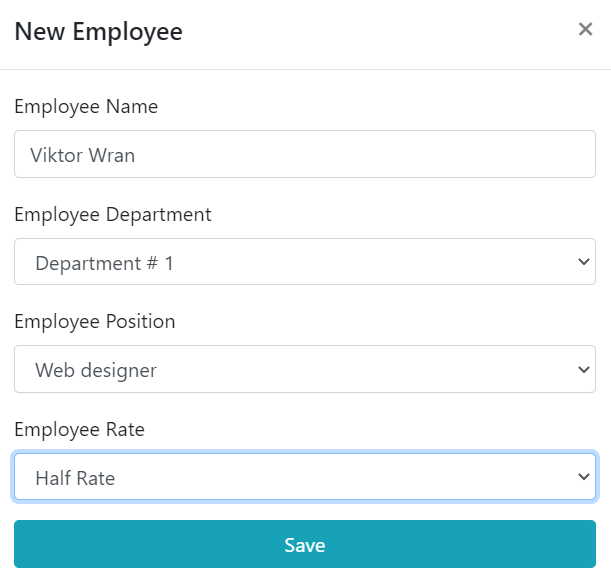 New Employee
Employee Name
Viktor Wran
Employee Department
Department # 1
Employee Position
Web designer
Employee Rate
Half Rate
Save